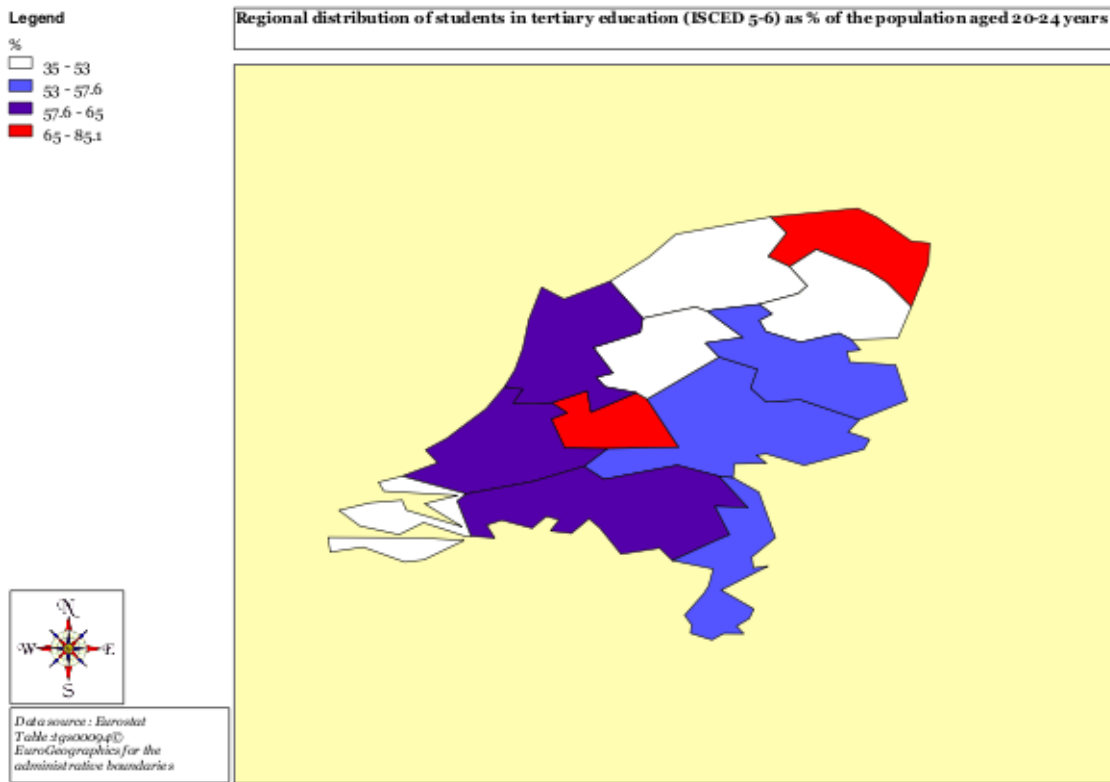 Legend
%
35 - 53
53 - 57.6
57.6 - 65
65 - 85.1
Regional distribution of students in tertiary education (ISCED 5-6) as % of the population aged 20-24 years
N
W E
S
Data source : Eurostat
Table:tgs00094©
EuroGeographics for the
administrative boundaries